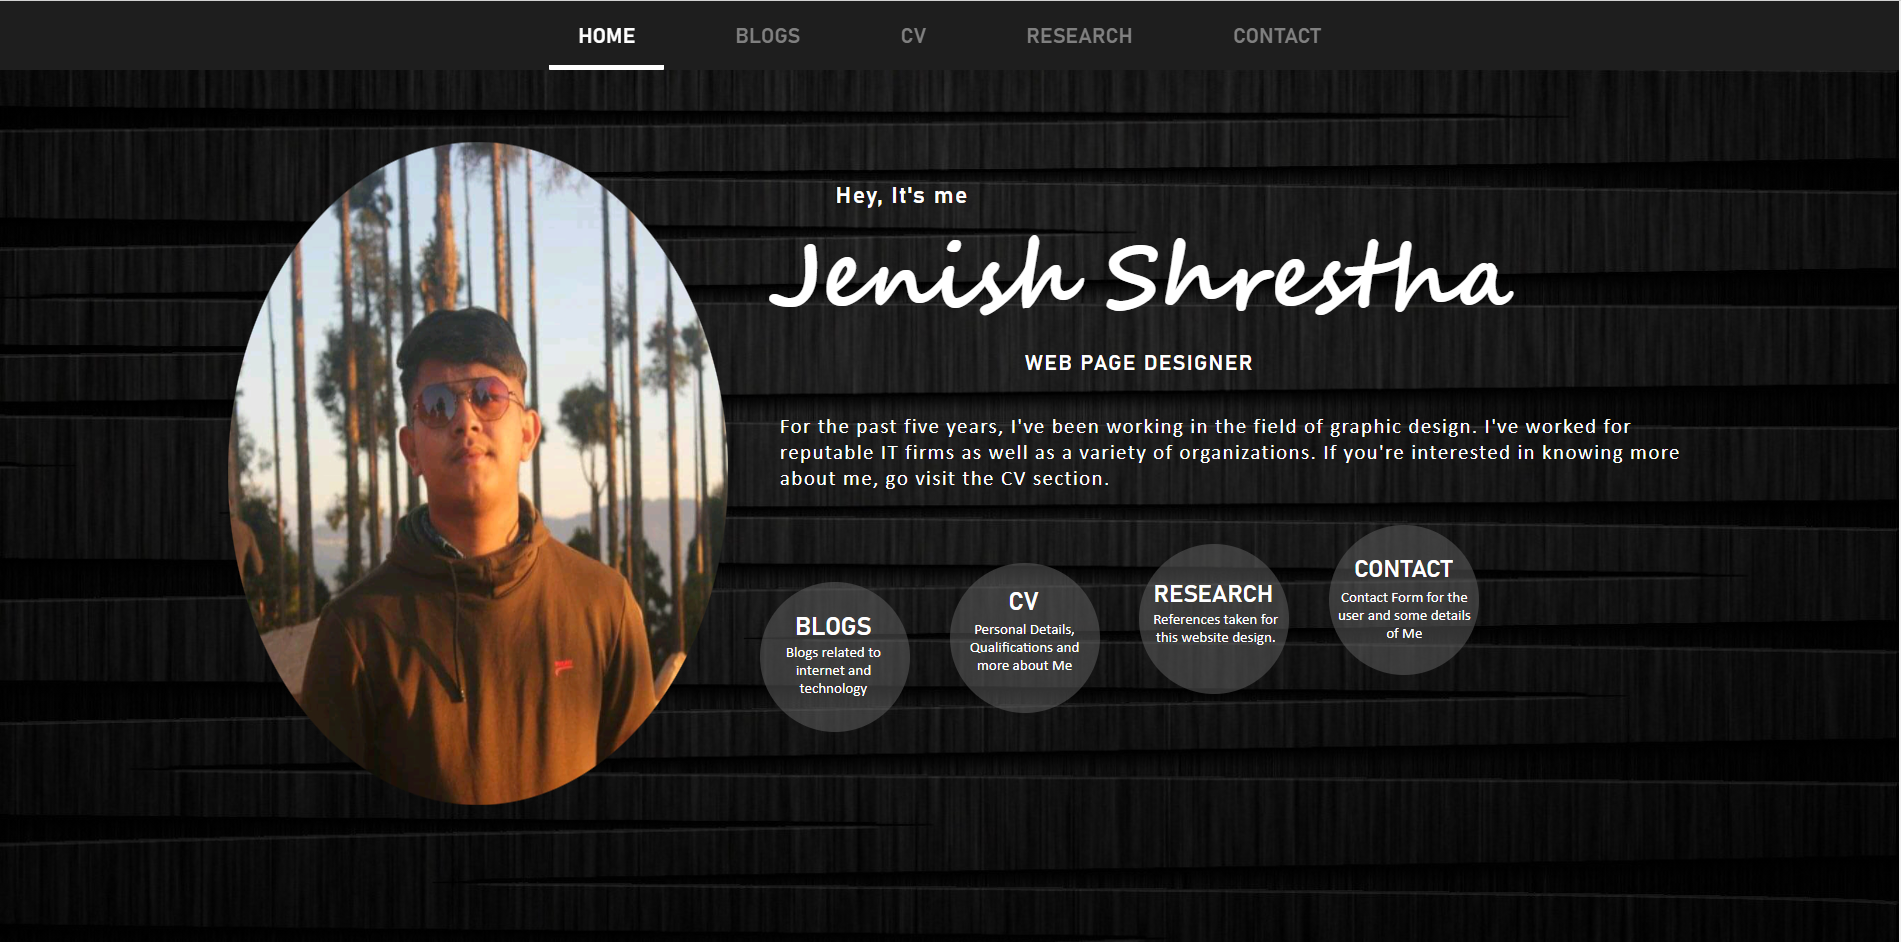 HOME BLOGS CV RESEARCH CONTACT
Hey, It's me
Jenish Shrestha
WEB PAGE DESIGNER
For the past five years, I've been working in the field of graphic design. I've worked for
reputable IT firms as well as a variety of organizations. If you're interested in knowing more
about me, go visit the CV section.
BLOGS
Blogs related to
internet and
technology
CV
Personal Details,
Qualifications and
more about Me
RESEARCH
References taken for
this website design.
CONTACT
Contact Form for the
user and some details
of Me